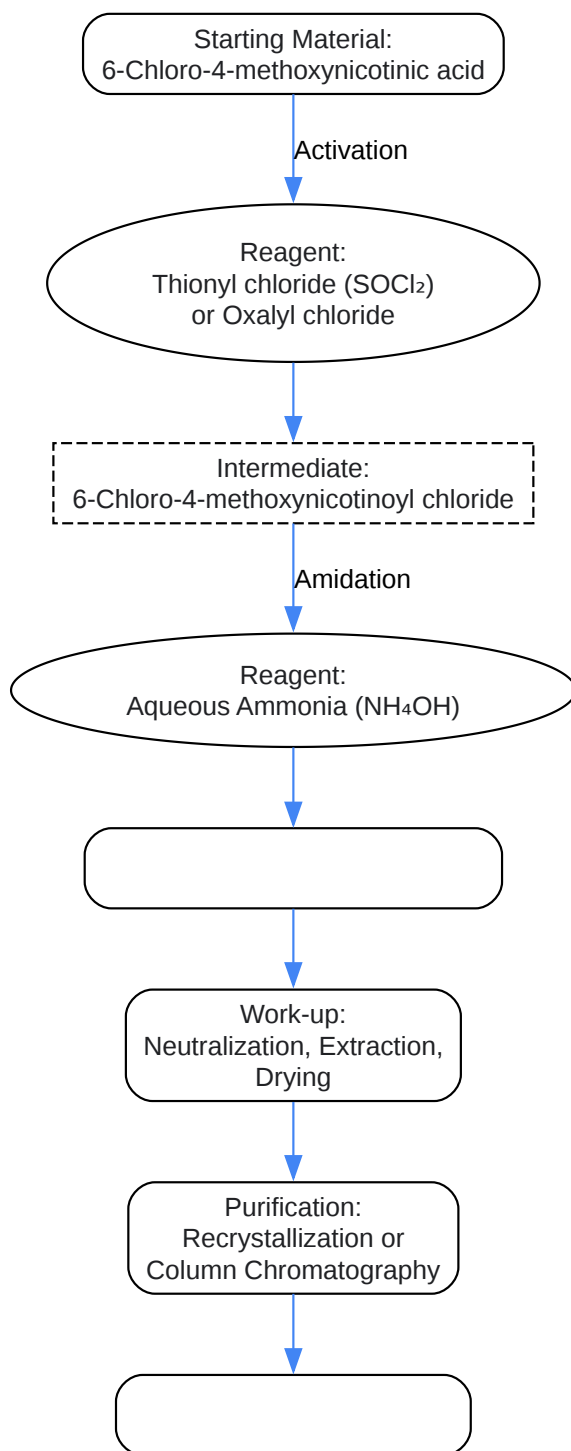 Starting Material:
6-Chloro-4-methoxynicotinic acid
Activation
Reagent:
Thionyl chloride (SOCl₂)
or Oxalyl chloride
Intermediate:
6-Chloro-4-methoxynicotinoyl chloride
Amidation
Reagent:
Aqueous Ammonia (NH₄OH)
Work-up:
Neutralization, Extraction,
Drying
Purification:
Recrystallization or
Column Chromatography